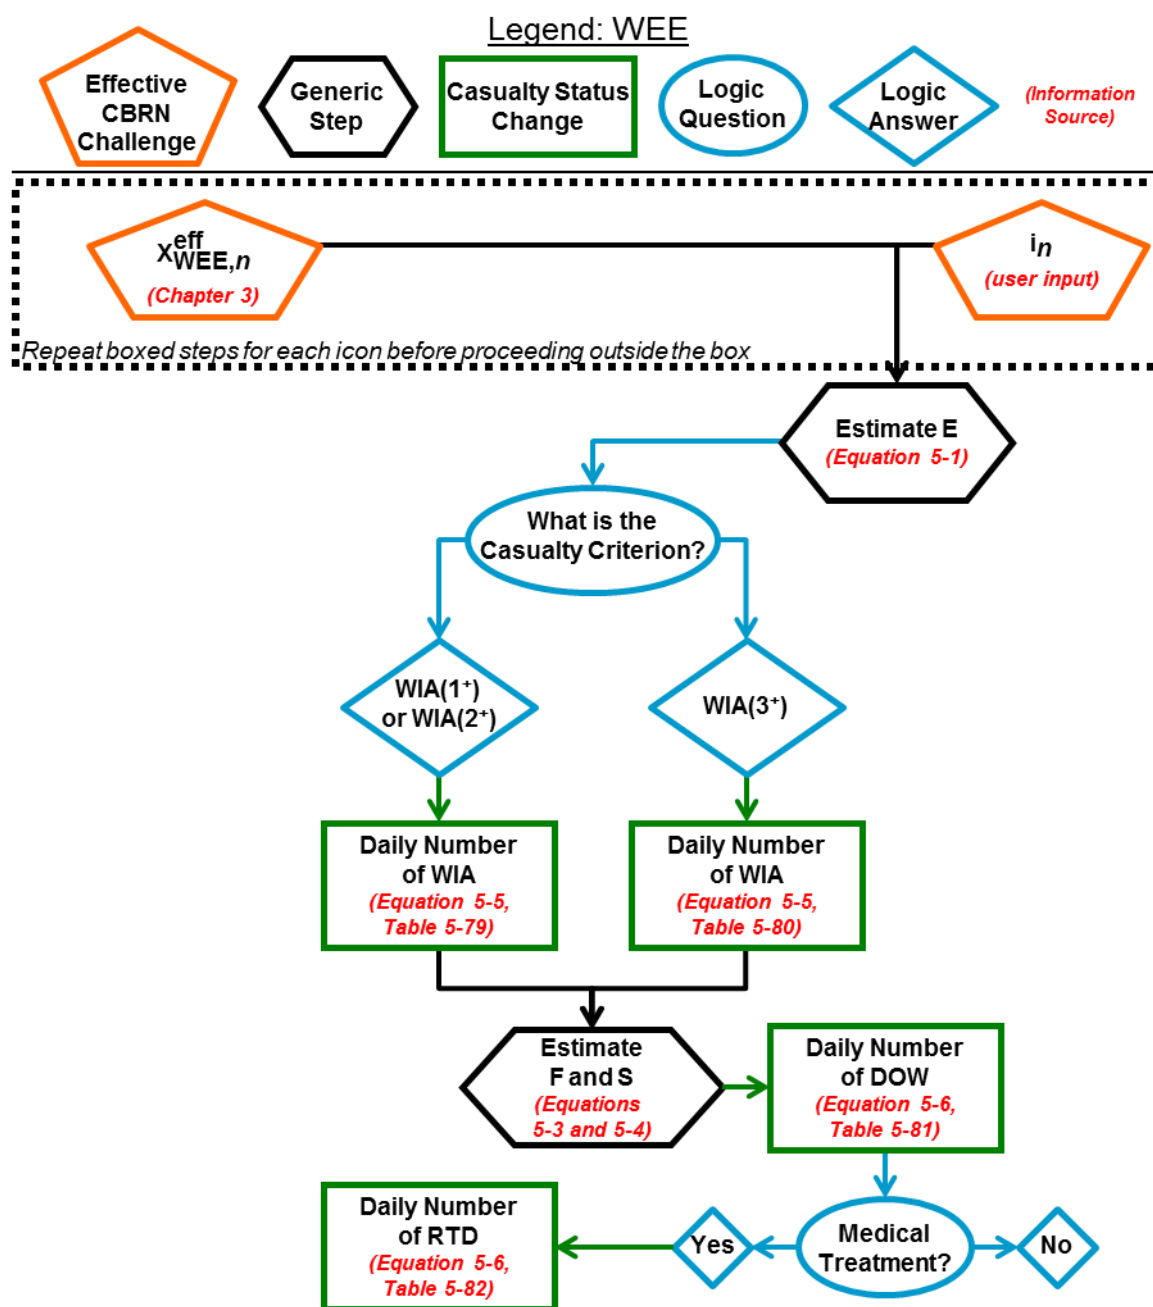 Legend: WEE
Effective
CBRN
Challenge
Generic
Step
Casualty Status
Change
Logic
Question
Logic
Answer
(Information
Source)
X^eff_WEE,n
(Chapter 3)
i_n
(user input)
Repeat boxed steps for each icon before proceeding outside the box
Estimate E
(Equation 5-1)
What is the
Casualty Criterion?
WIA(1⁺)
or WIA(2⁺)
WIA(3⁺)
Daily Number
of WIA
(Equation 5-5,
Table 5-79)
Daily Number
of WIA
(Equation 5-5,
Table 5-80)
Estimate
F and S
(Equations
5-3 and 5-4)
Daily Number
of DOW
(Equation 5-6,
Table 5-81)
Daily Number
of RTD
(Equation 5-6,
Table 5-82)
Yes
Medical
Treatment?
No